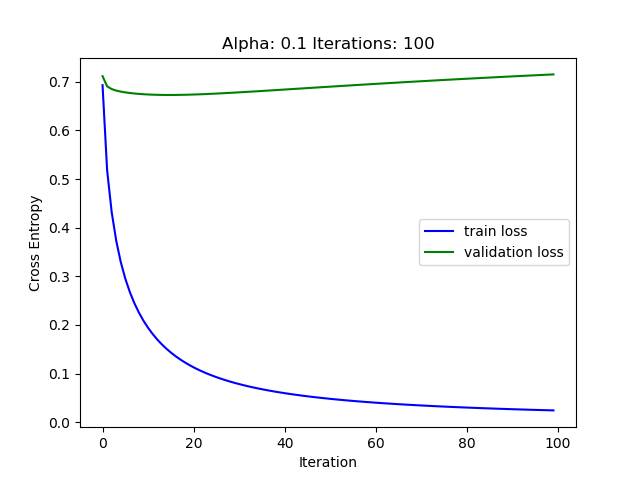 Alpha: 0.1 Iterations: 100
0.7
0.6
0.5
0.4
0.3
0.2
0.1
0.0
Cross Entropy
train loss
validation loss
0 20 40 60 80 100
Iteration